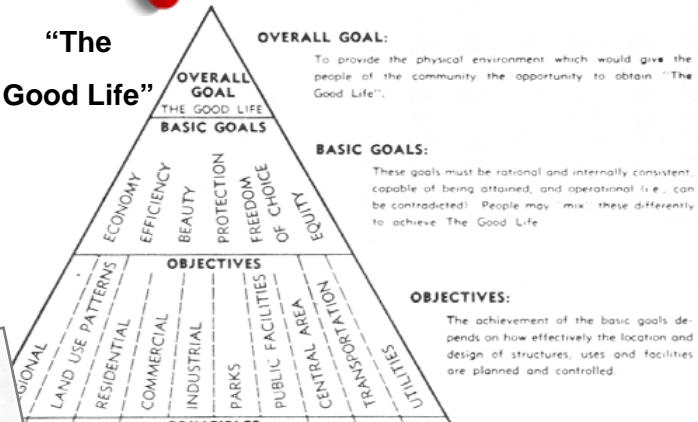 “The
Good Life”
OVERALL GOAL:
To provide the physical environment which would give the
people of the community the opportunity to obtain "The
Good Life".
OVERALL
GOAL
THE GOOD LIFE
BASIC GOALS
ECONOMY
EFFICIENCY
BEAUTY
PROTECTION
FREEDOM
OF CHOICE
EQUITY
BASIC GOALS:
These goals must be rational and internally consistent,
capable of being attained, and operational (i.e., can
be contradicted) People may "mix" these differently
to achieve The Good Life
OBJECTIVES
LAND USE PATTERNS
RESIDENTIAL
COMMERCIAL
INDUSTRIAL
PARKS
PUBLIC FACILITIES
CENTRAL AREA
TRANSPORTATION
UTILITIES
OBJECTIVES:
The achievement of the basic goals de-
pends on how effectively the location and
design of structures, uses and facilities
are planned and controlled.